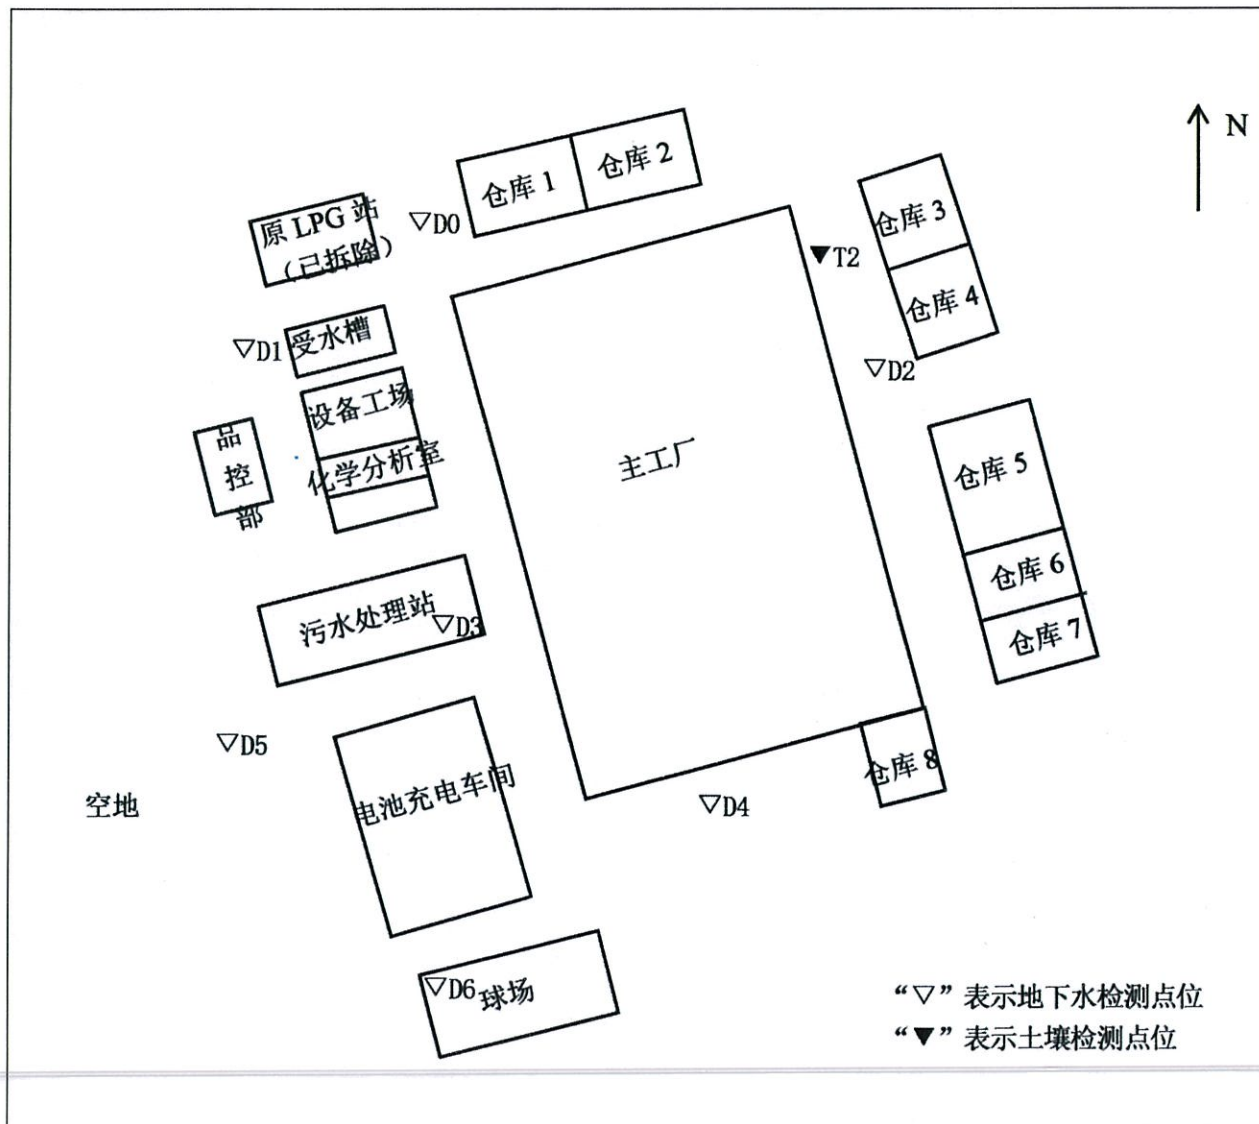 N
仓库 1
仓库 2
原 LPG 站
（已拆除）
▽D0
仓库 3
▼T2
仓库 4
受水槽
▽D1
▽D2
设备工场
品
控
部
化学分析室
主工厂
仓库 5
仓库 6
污水处理站
▽D3
仓库 7
▽D5
电池充电车间
仓库 8
空地
▽D4
▽D6
球场
“▽”表示地下水检测点位
“▼”表示土壤检测点位